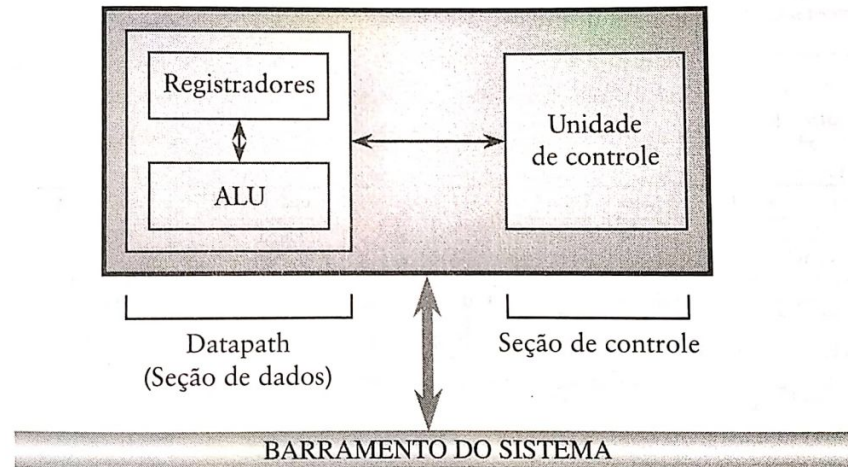 Registradores
ALU
Unidade
de controle
Datapath
(Seção de dados)
Seção de controle
BARRAMENTO DO SISTEMA